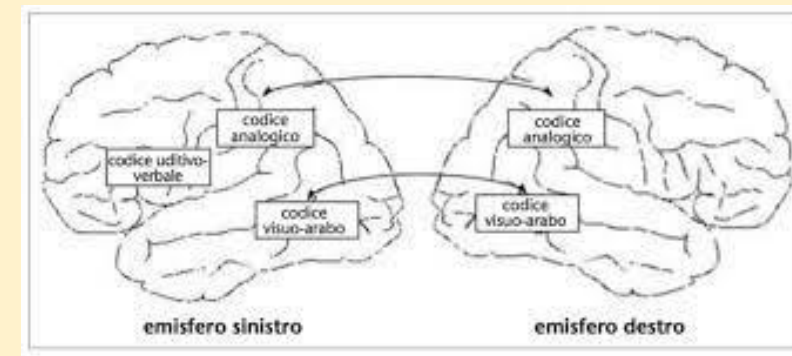 codice
analogico
codice
analogico
codice uditivo-
verbale
codice
visuo-arabo
codice
visuo-arabo
emisfero sinistro
emisfero destro